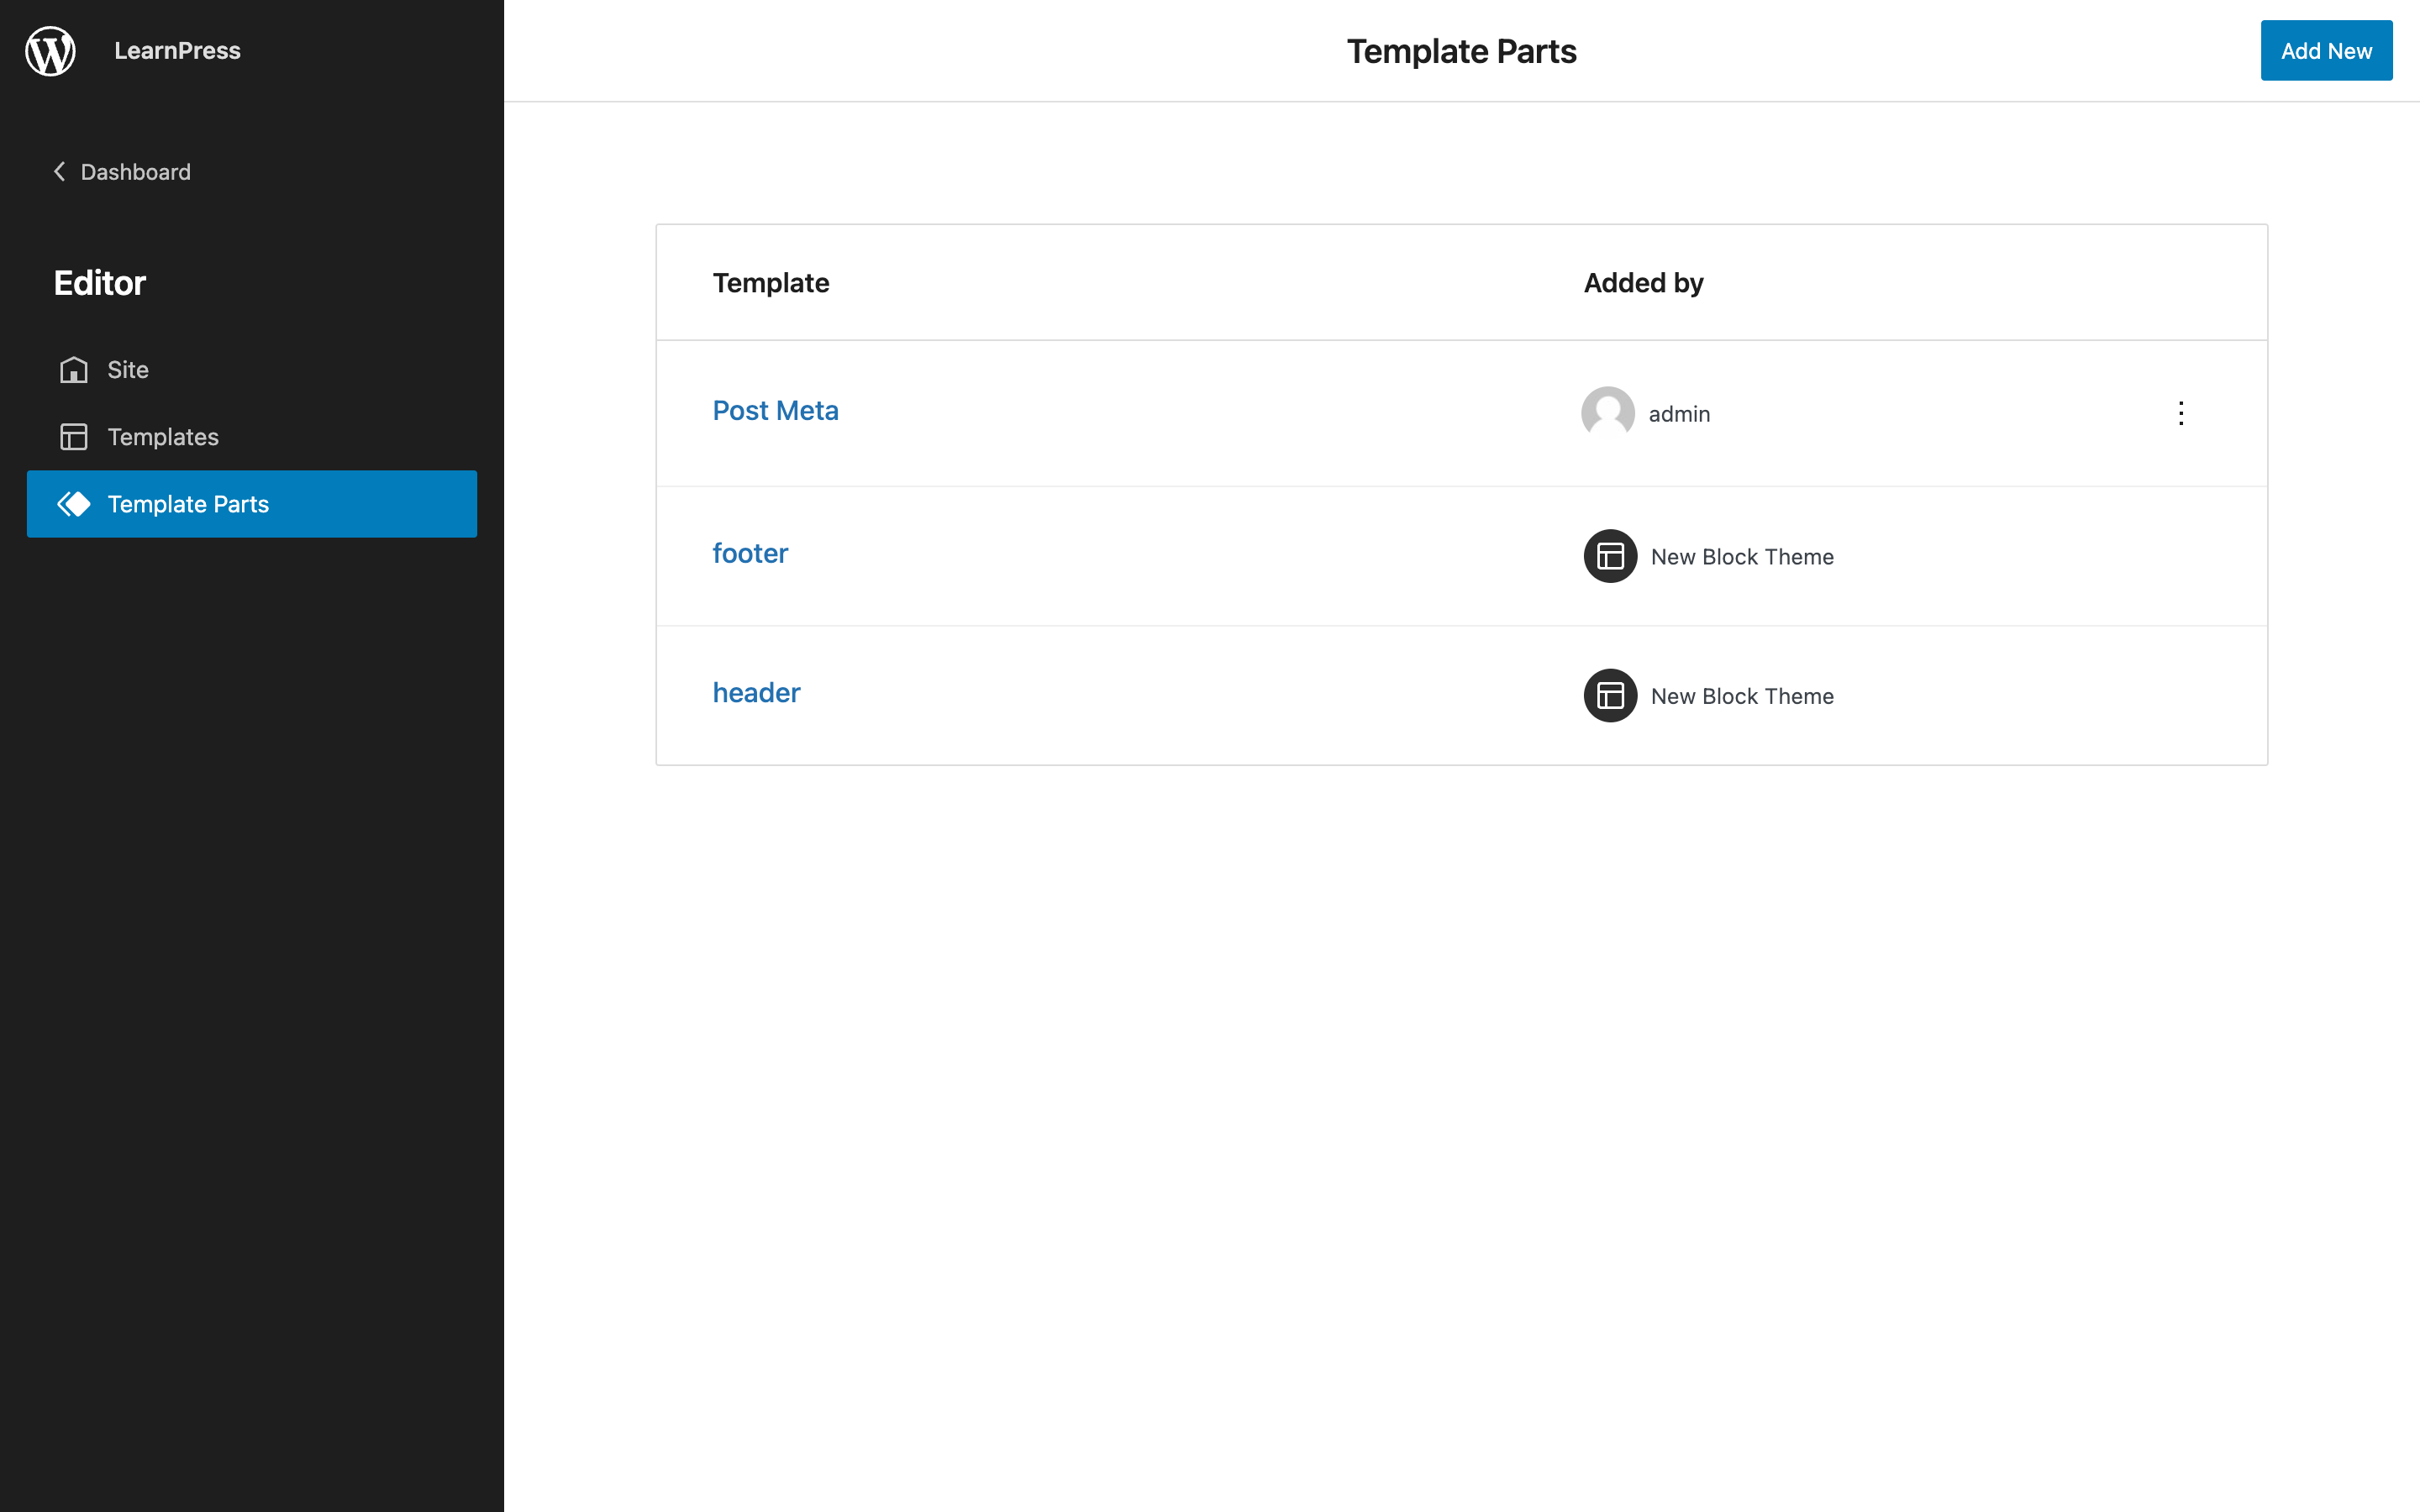 LearnPress
Template Parts
Add New
Dashboard
Editor
Site
Templates
Template Parts
Template Added by
Post Meta admin
footer New Block Theme
header New Block Theme